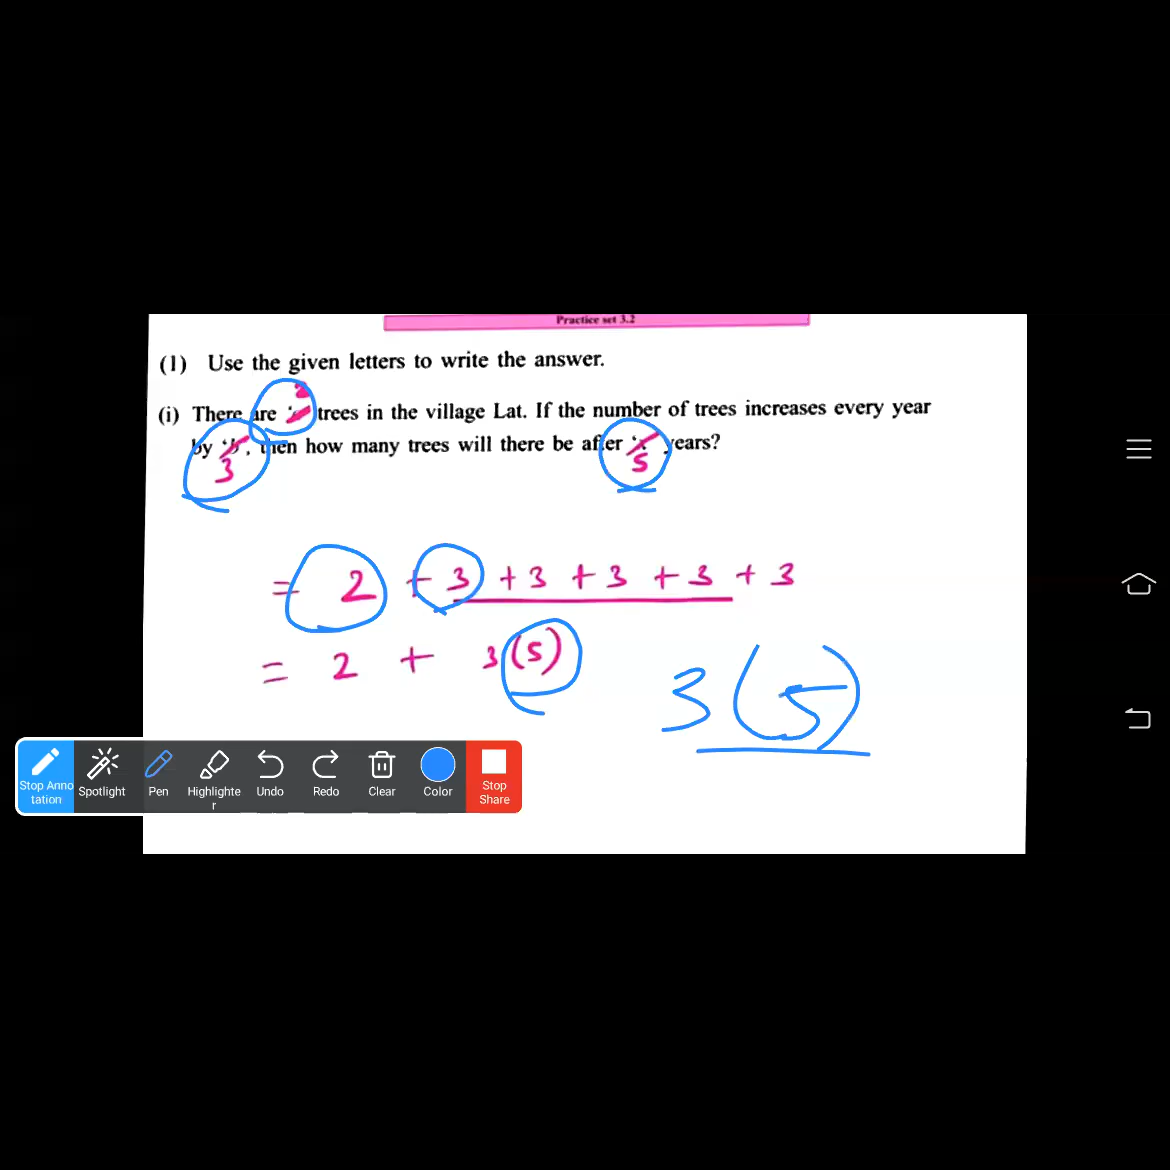 Practice set 3.2
(1) Use the given letters to write the answer.
2
(i) There are trees in the village Lat. If the number of trees increases every year
by 'b', then how many trees will there be after 'x' years?
3 5
= 2 + 3 + 3 + 3 + 3 + 3
= 2 + 3(5)
3(5)
Stop Annotation Spotlight Pen Highlighter Undo Redo Clear Color Stop Share